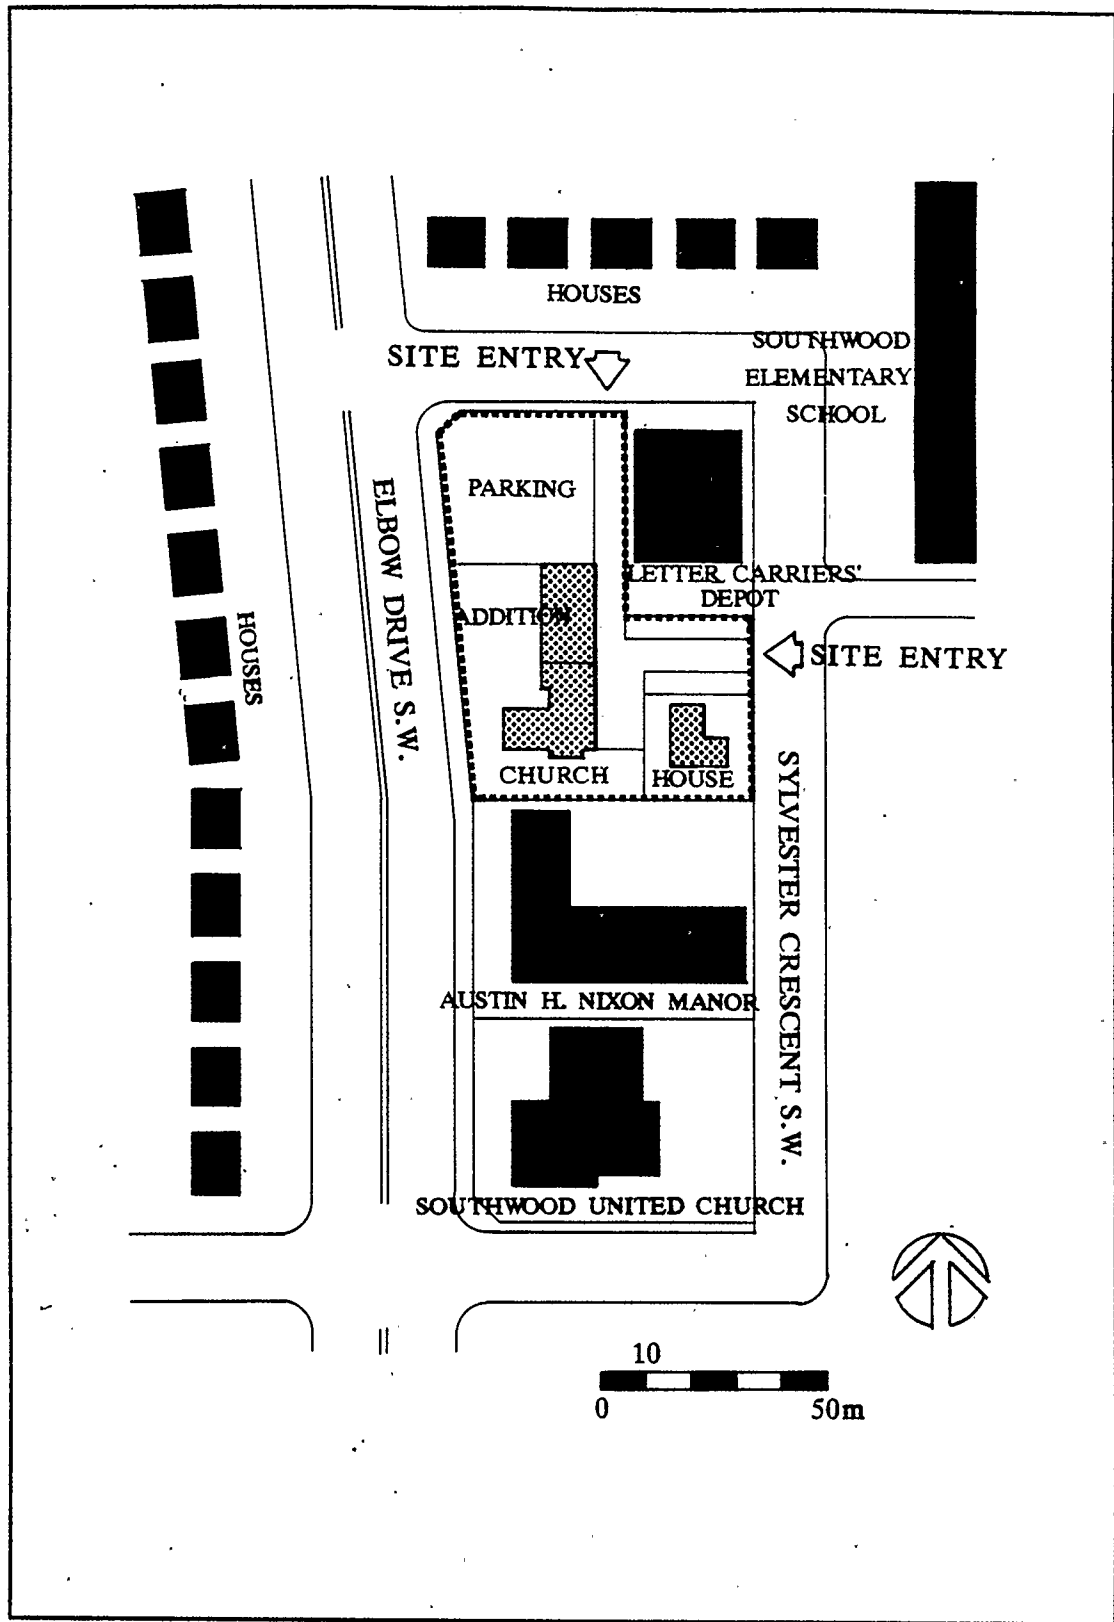 HOUSES
SITE ENTRY
SOUTHWOOD
ELEMENTARY
SCHOOL
PARKING
ELBOW DRIVE S.W.
LETTER CARRIERS'
DEPOT
ADDITION
HOUSES
SITE ENTRY
CHURCH
HOUSE
SYLVESTER CRESCENT S.W.
AUSTIN H. NIXON MANOR
SOUTHWOOD UNITED CHURCH
10
0
50m